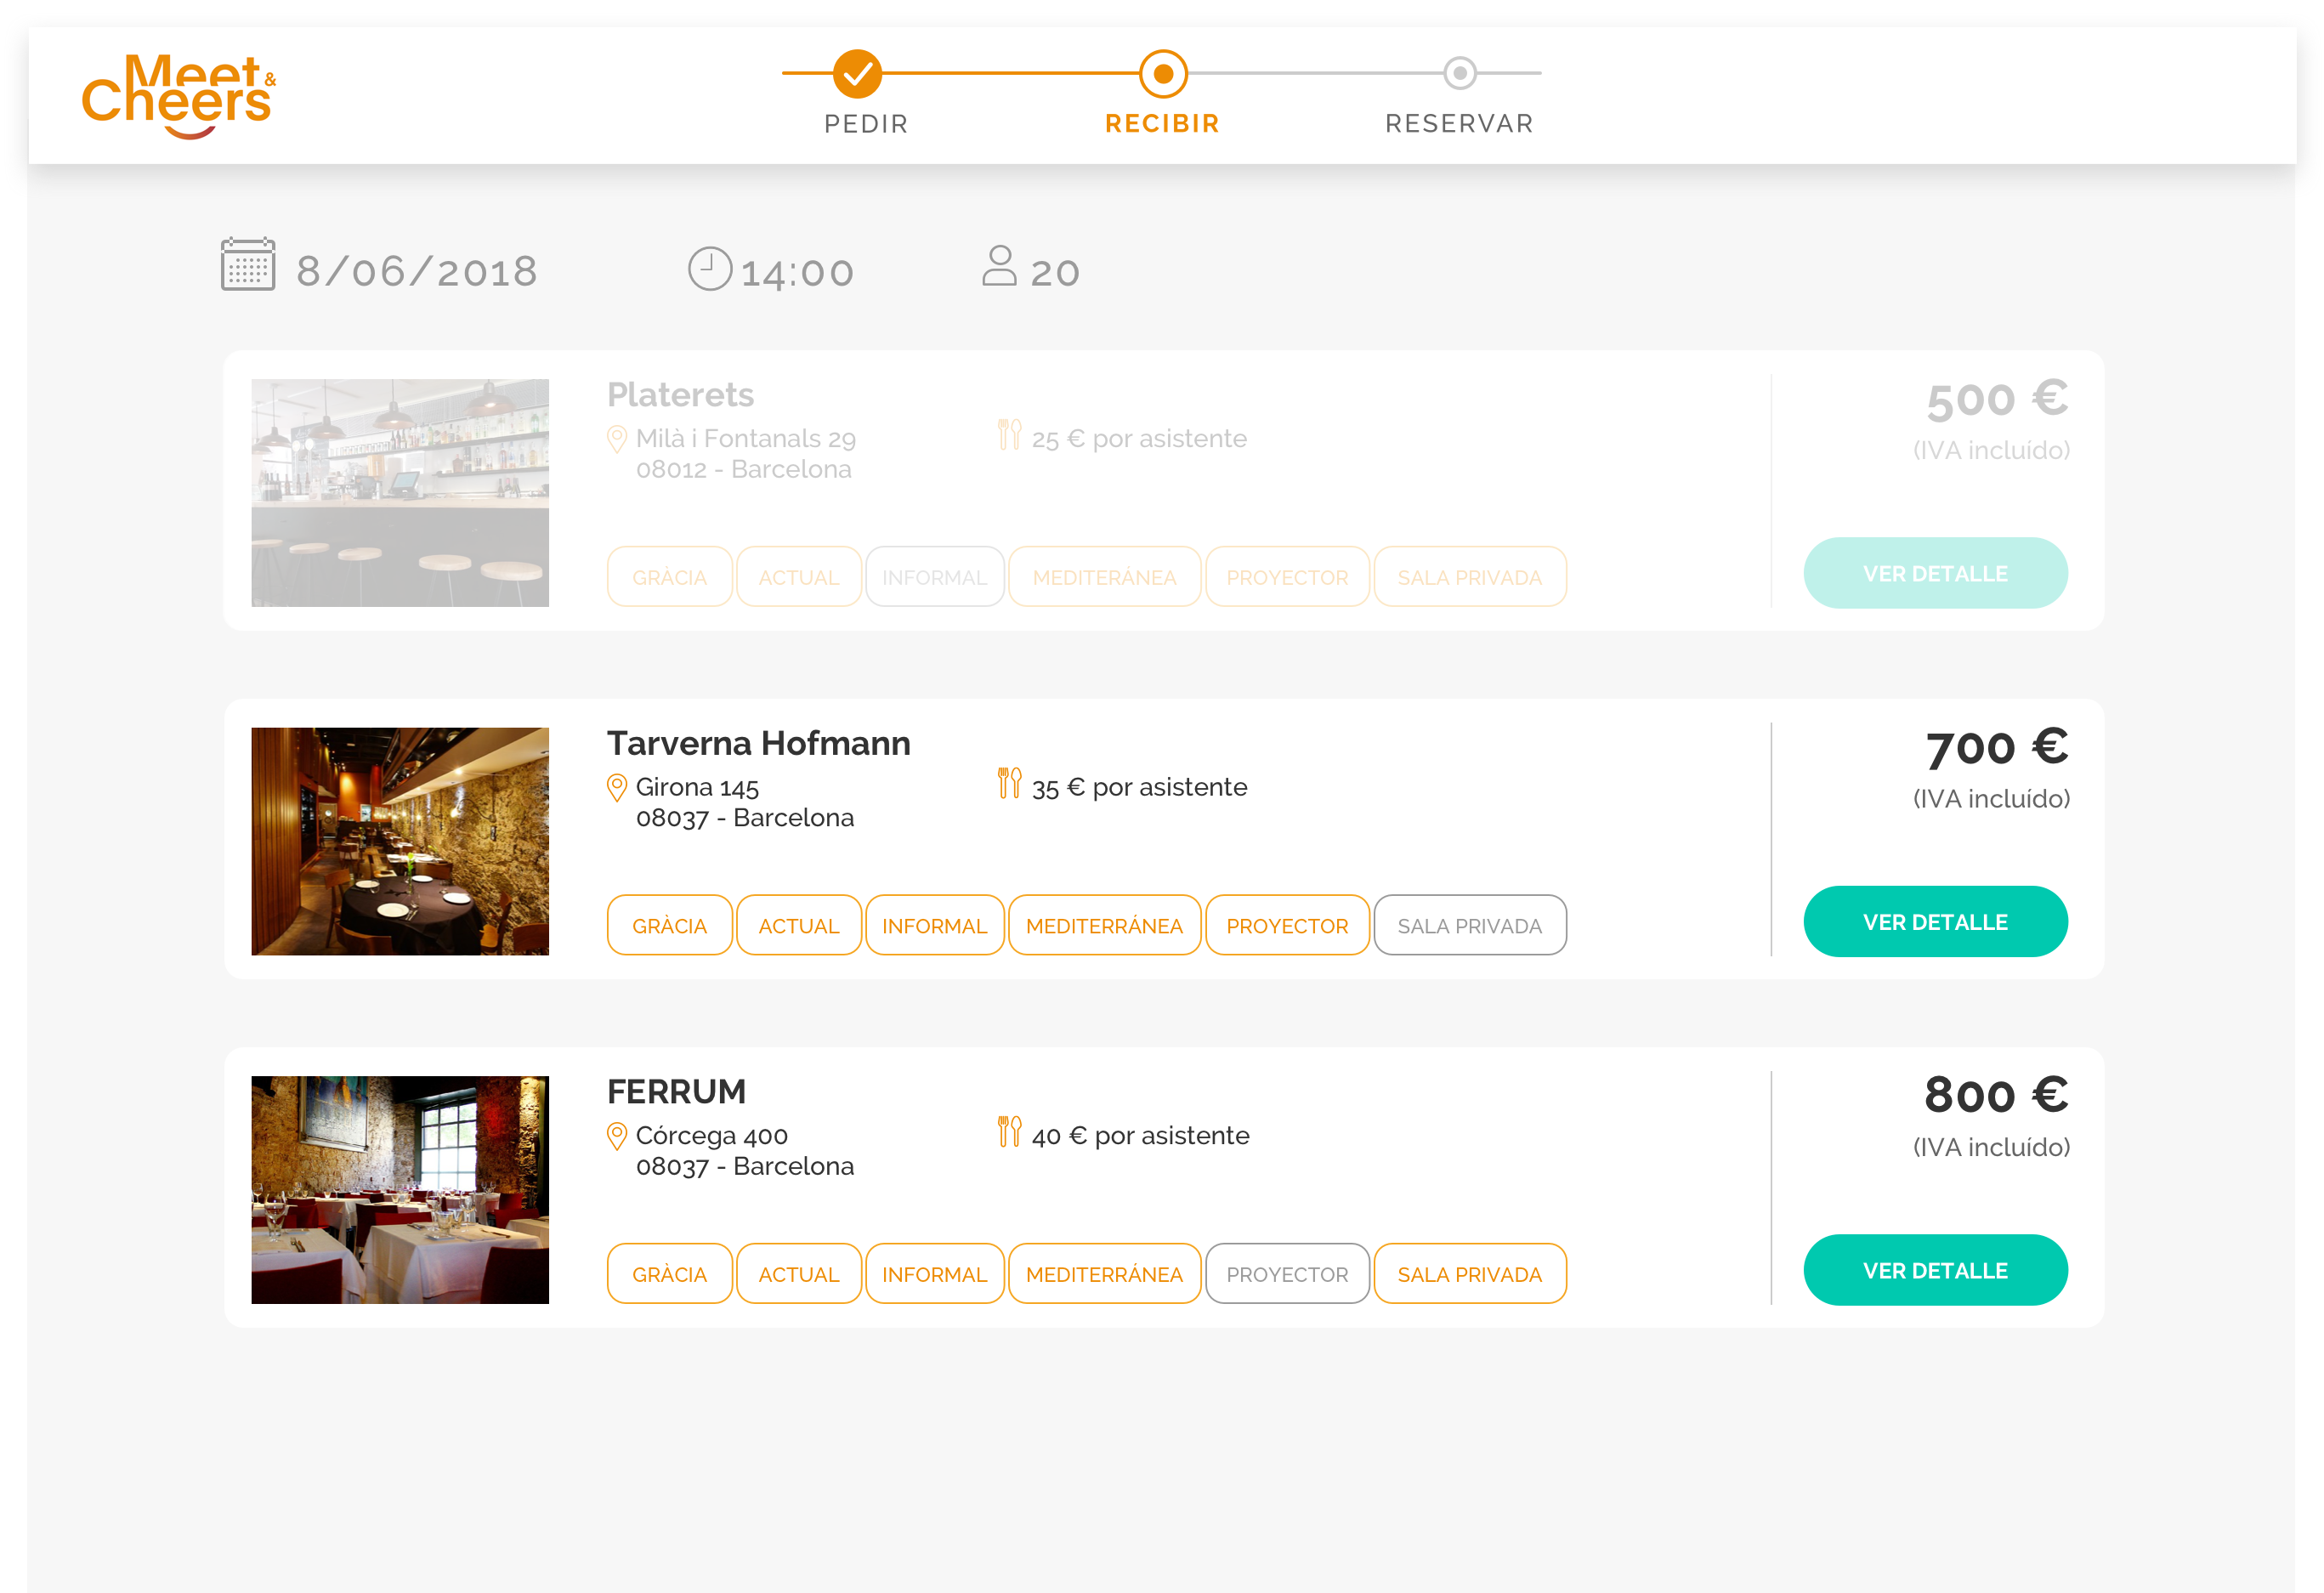 Meet &
Cheers
PEDIR
RECIBIR
RESERVAR
8/06/2018
14:00
20
Platerets
Milà i Fontanals 29
08012 - Barcelona
25 € por asistente
500 €
(IVA incluído)
GRÀCIA
ACTUAL
INFORMAL
MEDITERÁNEA
PROYECTOR
SALA PRIVADA
VER DETALLE
Tarverna Hofmann
Girona 145
08037 - Barcelona
35 € por asistente
700 €
(IVA incluído)
GRÀCIA
ACTUAL
INFORMAL
MEDITERRÁNEA
PROYECTOR
SALA PRIVADA
VER DETALLE
FERRUM
Córcega 400
08037 - Barcelona
40 € por asistente
800 €
(IVA incluído)
GRÀCIA
ACTUAL
INFORMAL
MEDITERRÁNEA
PROYECTOR
SALA PRIVADA
VER DETALLE